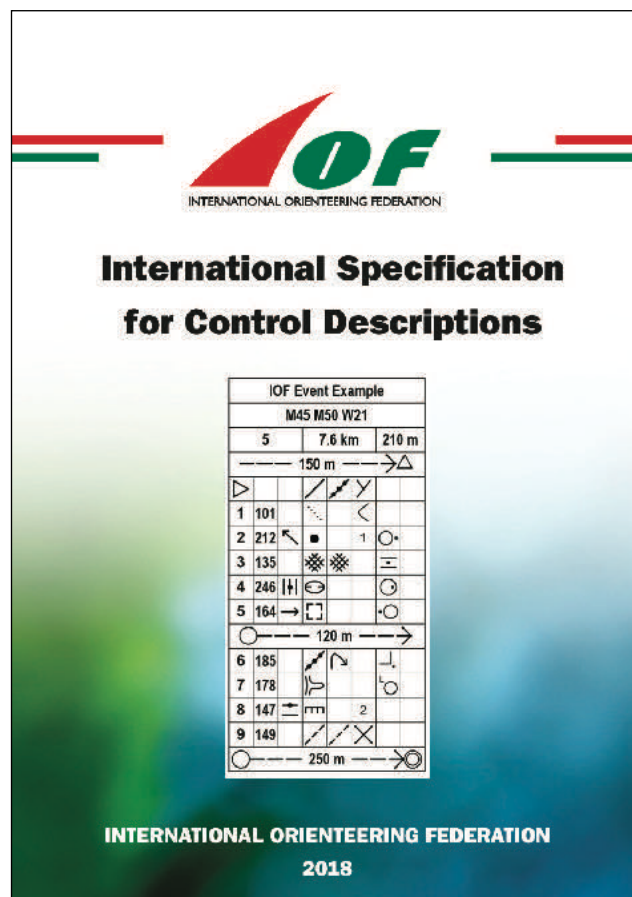 IOF
INTERNATIONAL ORIENTEERING FEDERATION
International Specification
for Control Descriptions
IOF Event Example
M45 M50 W21
5 7.6 km 210 m
150 m
1 101
2 212 1
3 135
4 246
5 164
120 m
6 185
7 178
8 147 2
9 149
250 m
INTERNATIONAL ORIENTEERING FEDERATION
2018